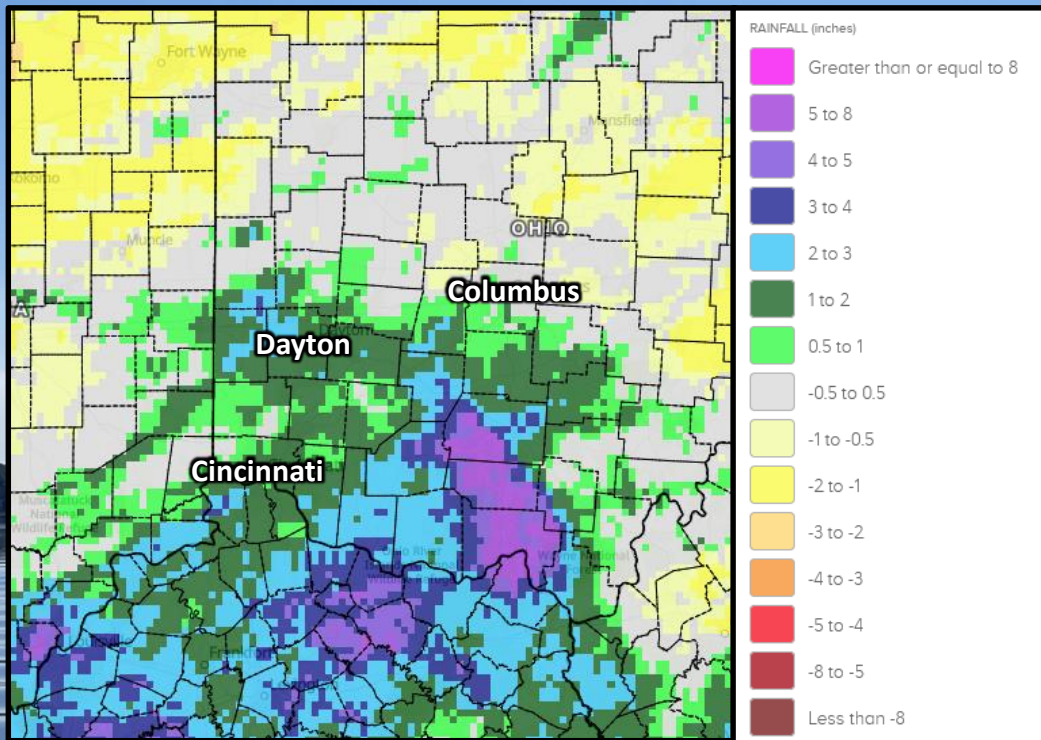 Fort Wayne
Mansfield
Muncie
OHIO
Columbus
Dayton
Cincinnati
RAINFALL (inches)
Greater than or equal to 8
5 to 8
4 to 5
3 to 4
2 to 3
1 to 2
0.5 to 1
-0.5 to 0.5
-1 to -0.5
-2 to -1
-3 to -2
-4 to -3
-5 to -4
-8 to -5
Less than -8